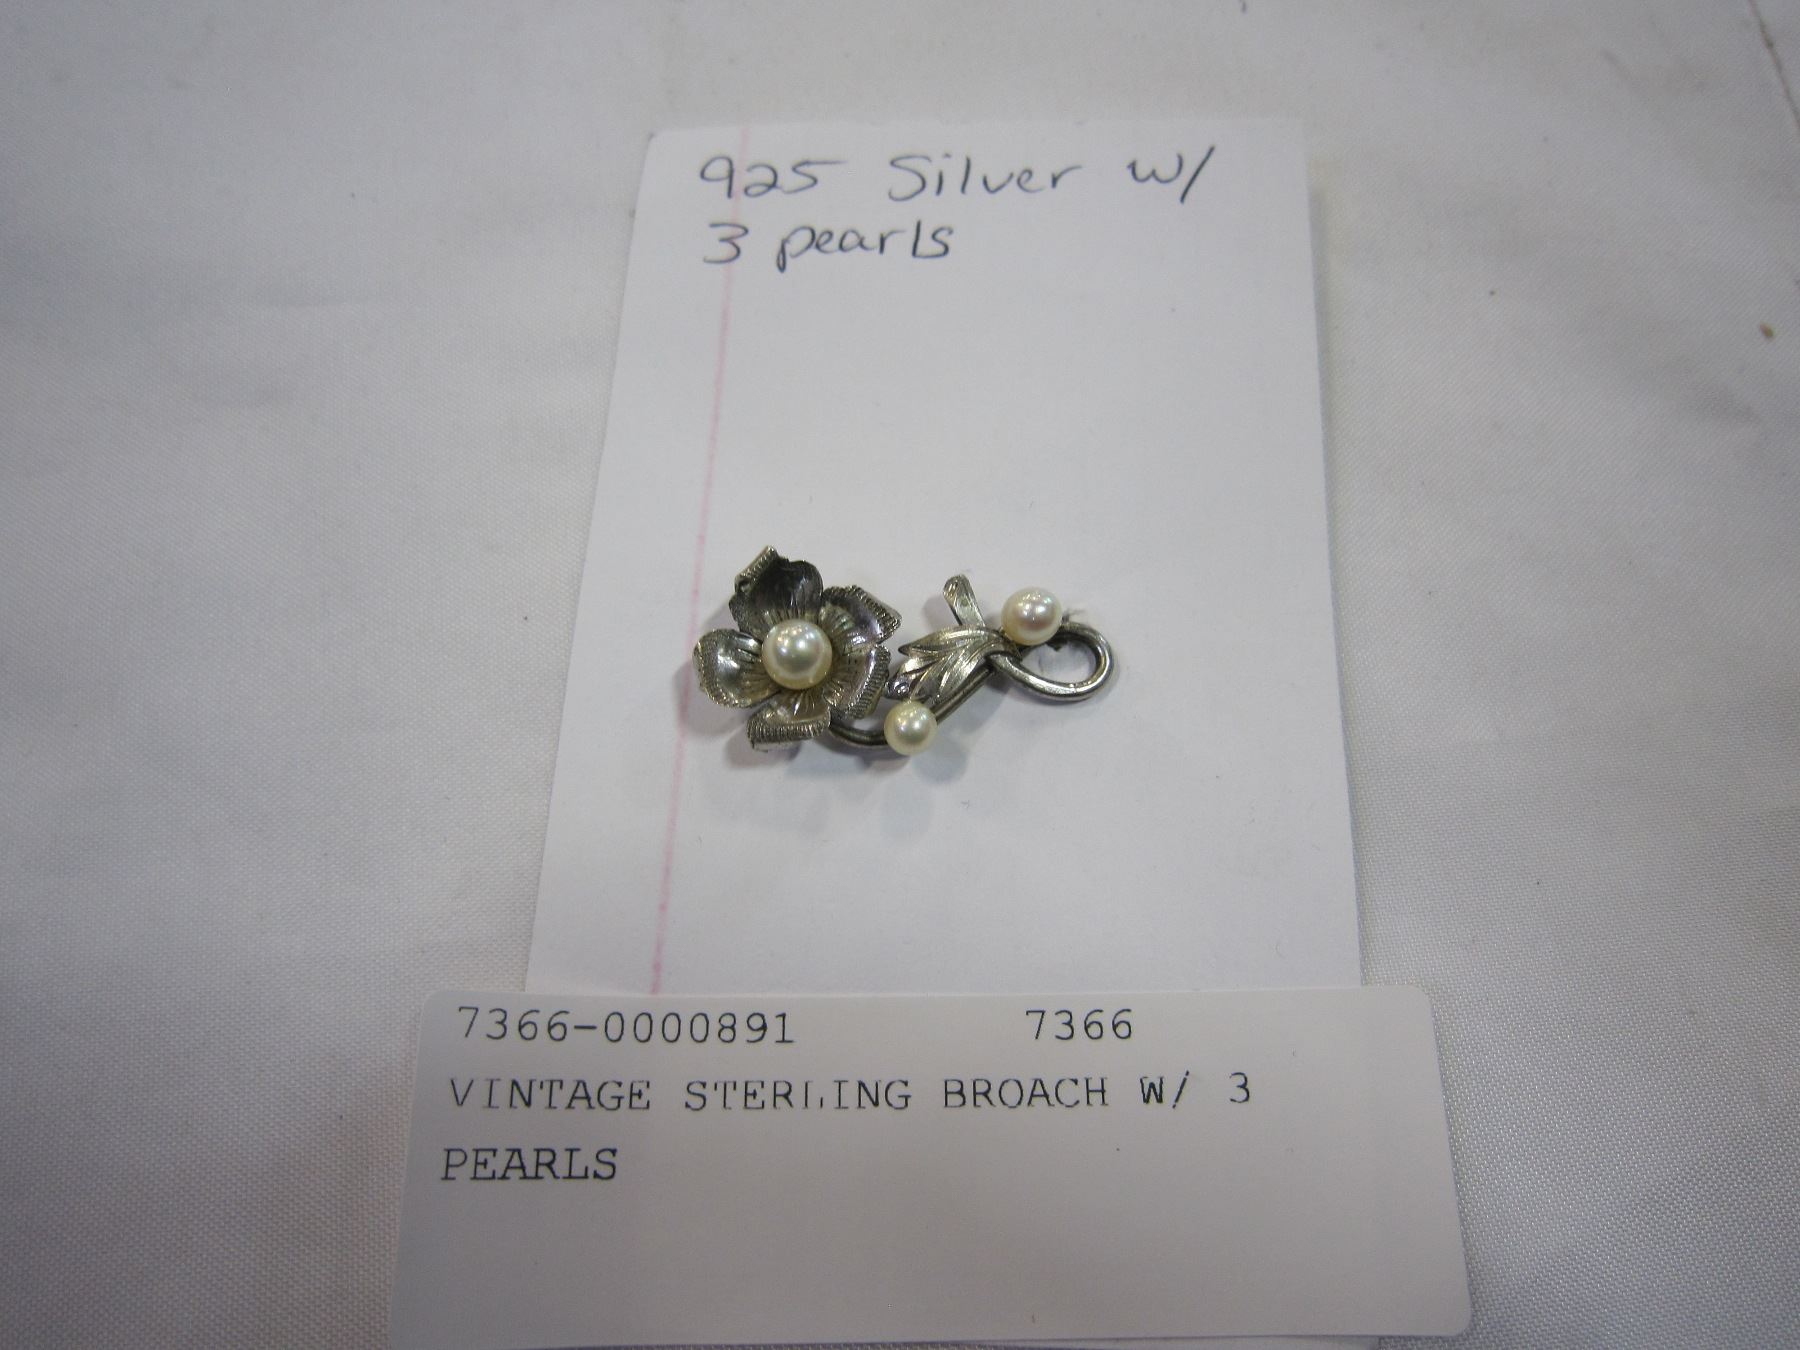 925 Silver w/
3 pearls
7366-0000891 7366
VINTAGE STERLING BROACH W/ 3
PEARLS